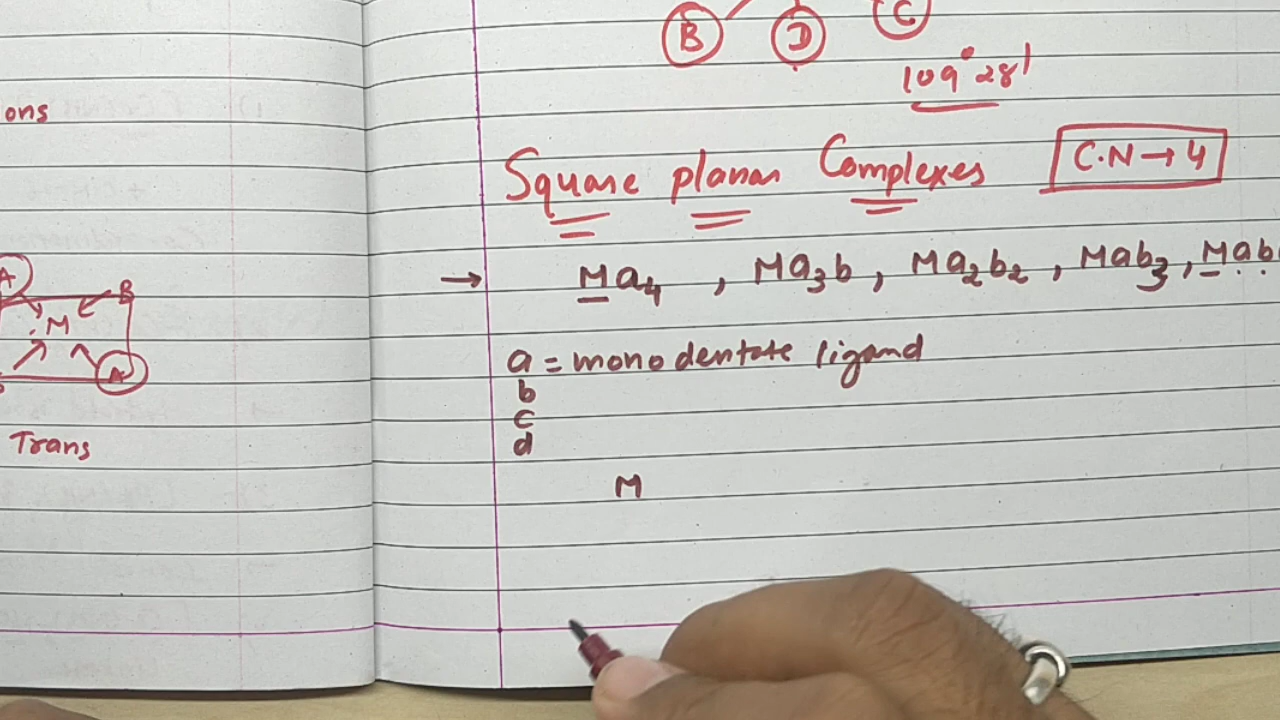 ons
A B
M
A
Trans
B D C
109°28'
Square planar Complexes C.N→4
→ Ma₄, Ma₃b, Ma₂b₂, Mab₃, Mab
a = monodentate ligand
b
c
d
M